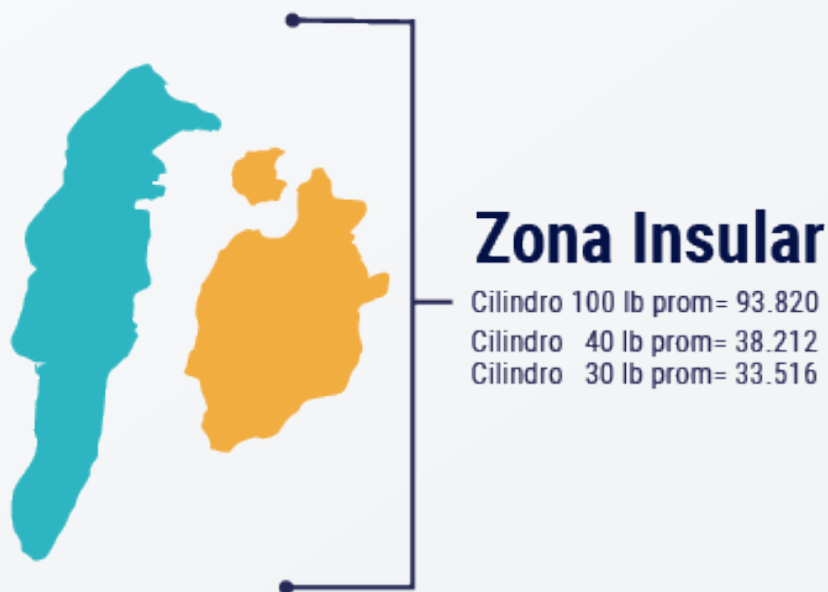 Zona Insular
Cilindro 100 lb prom= 93.820
Cilindro 40 lb prom= 38.212
Cilindro 30 lb prom= 33.516